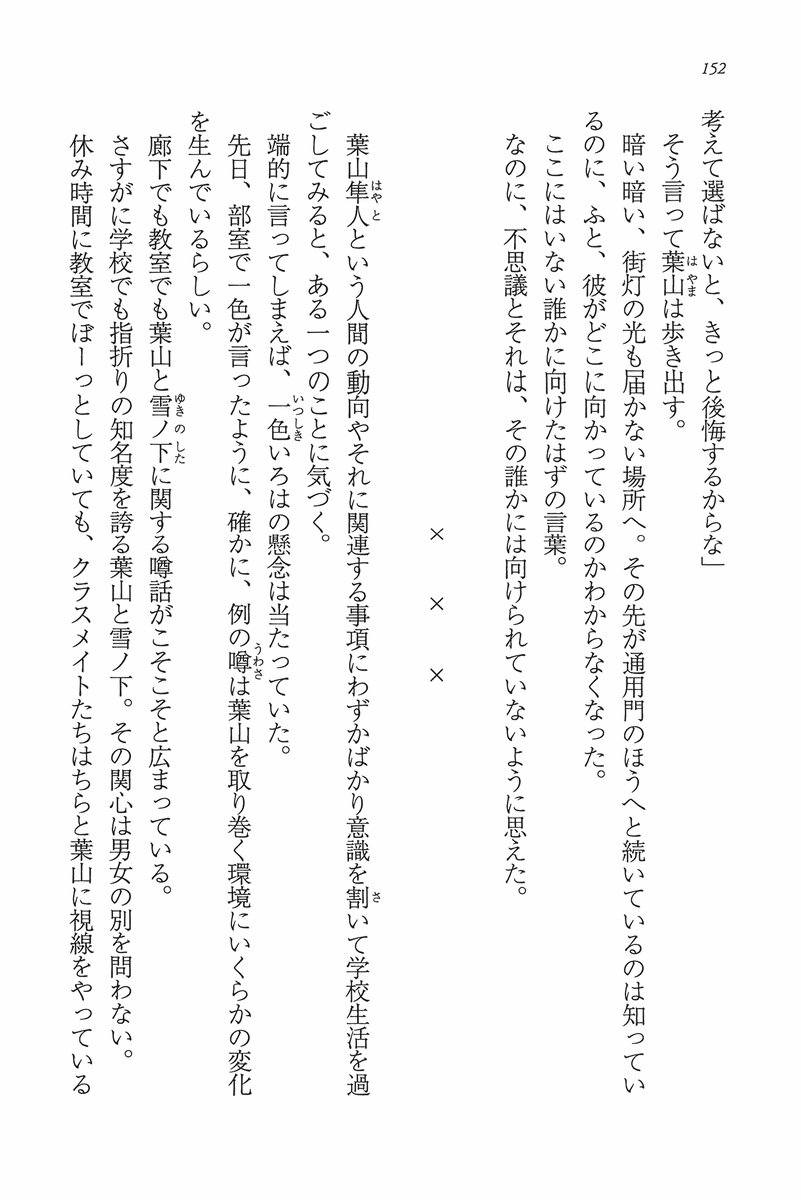 152
考えて選ばないと、きっと後悔するからな」
そう言って葉山は歩き出す。
暗い暗い、街灯の光も届かない場所へ。その先が通用門のほうへと続いているのは知ってい
るのに、ふと、彼がどこに向かっているのかわからなくなった。
ここにはいない誰かに向けたはずの言葉。
なのに、不思議とそれは、その誰かには向けられていないように思えた。
× × ×
葉山隼人という人間の動向やそれに関連する事項にわずかばかり意識を割いて学校生活を過
ごしてみると、ある一つのことに気づく。
端的に言ってしまえば、一色いろはの懸念は当たっていた。
先日、部室で一色が言ったように、確かに、例の噂は葉山を取り巻く環境にいくらかの変化
を生んでいるらしい。
廊下でも教室でも葉山と雪ノ下に関する噂話がこそこそと広まっている。
さすがに学校でも指折りの知名度を誇る葉山と雪ノ下。その関心は男女の別を問わない。
休み時間に教室でぼーっとしていても、クラスメイトたちはちらと葉山に視線をやっている